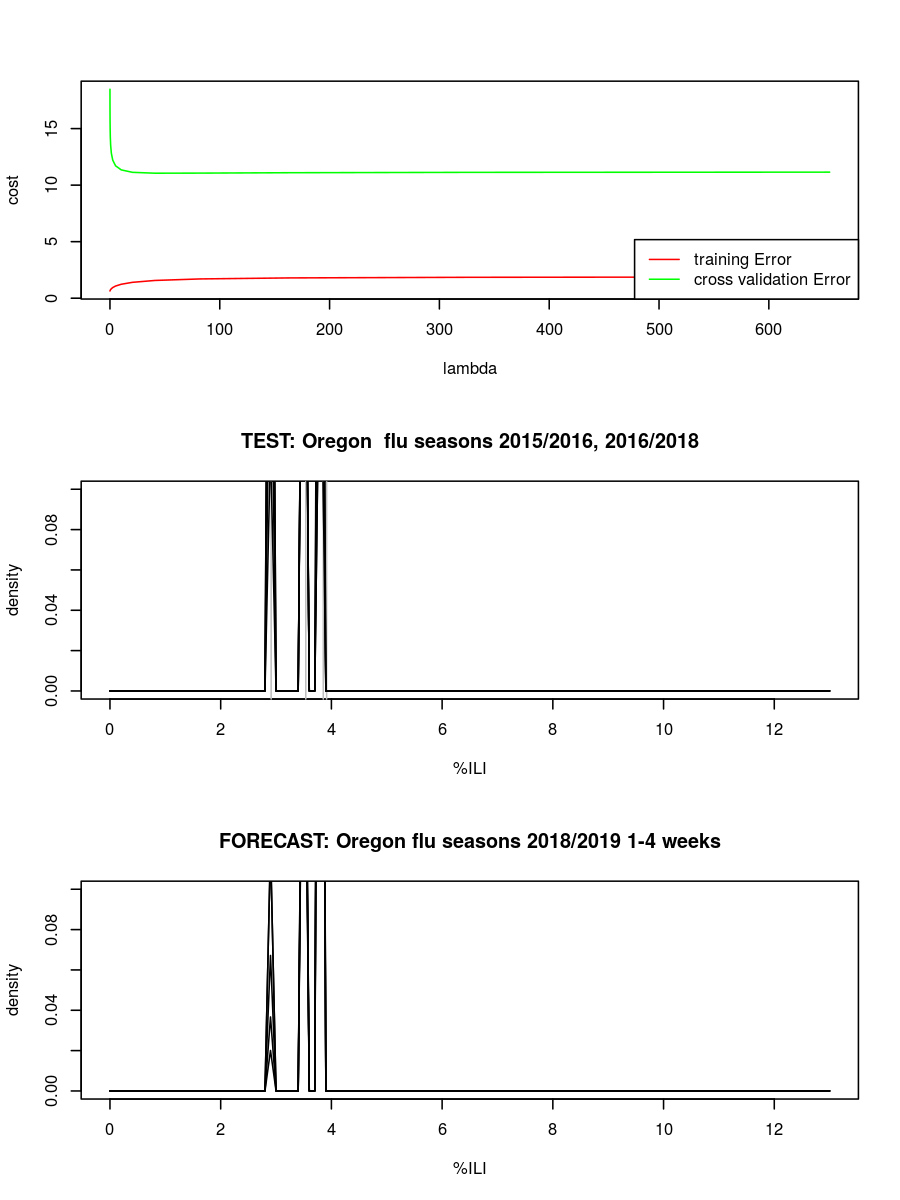 15
10
5
0
cost
training Error
cross validation Error
0 100 200 300 400 500 600
lambda
TEST: Oregon  flu seasons 2015/2016, 2016/2018
0.08
0.04
0.00
density
0 2 4 6 8 10 12
%ILI
FORECAST: Oregon flu seasons 2018/2019 1-4 weeks
0.08
0.04
0.00
density
0 2 4 6 8 10 12
%ILI